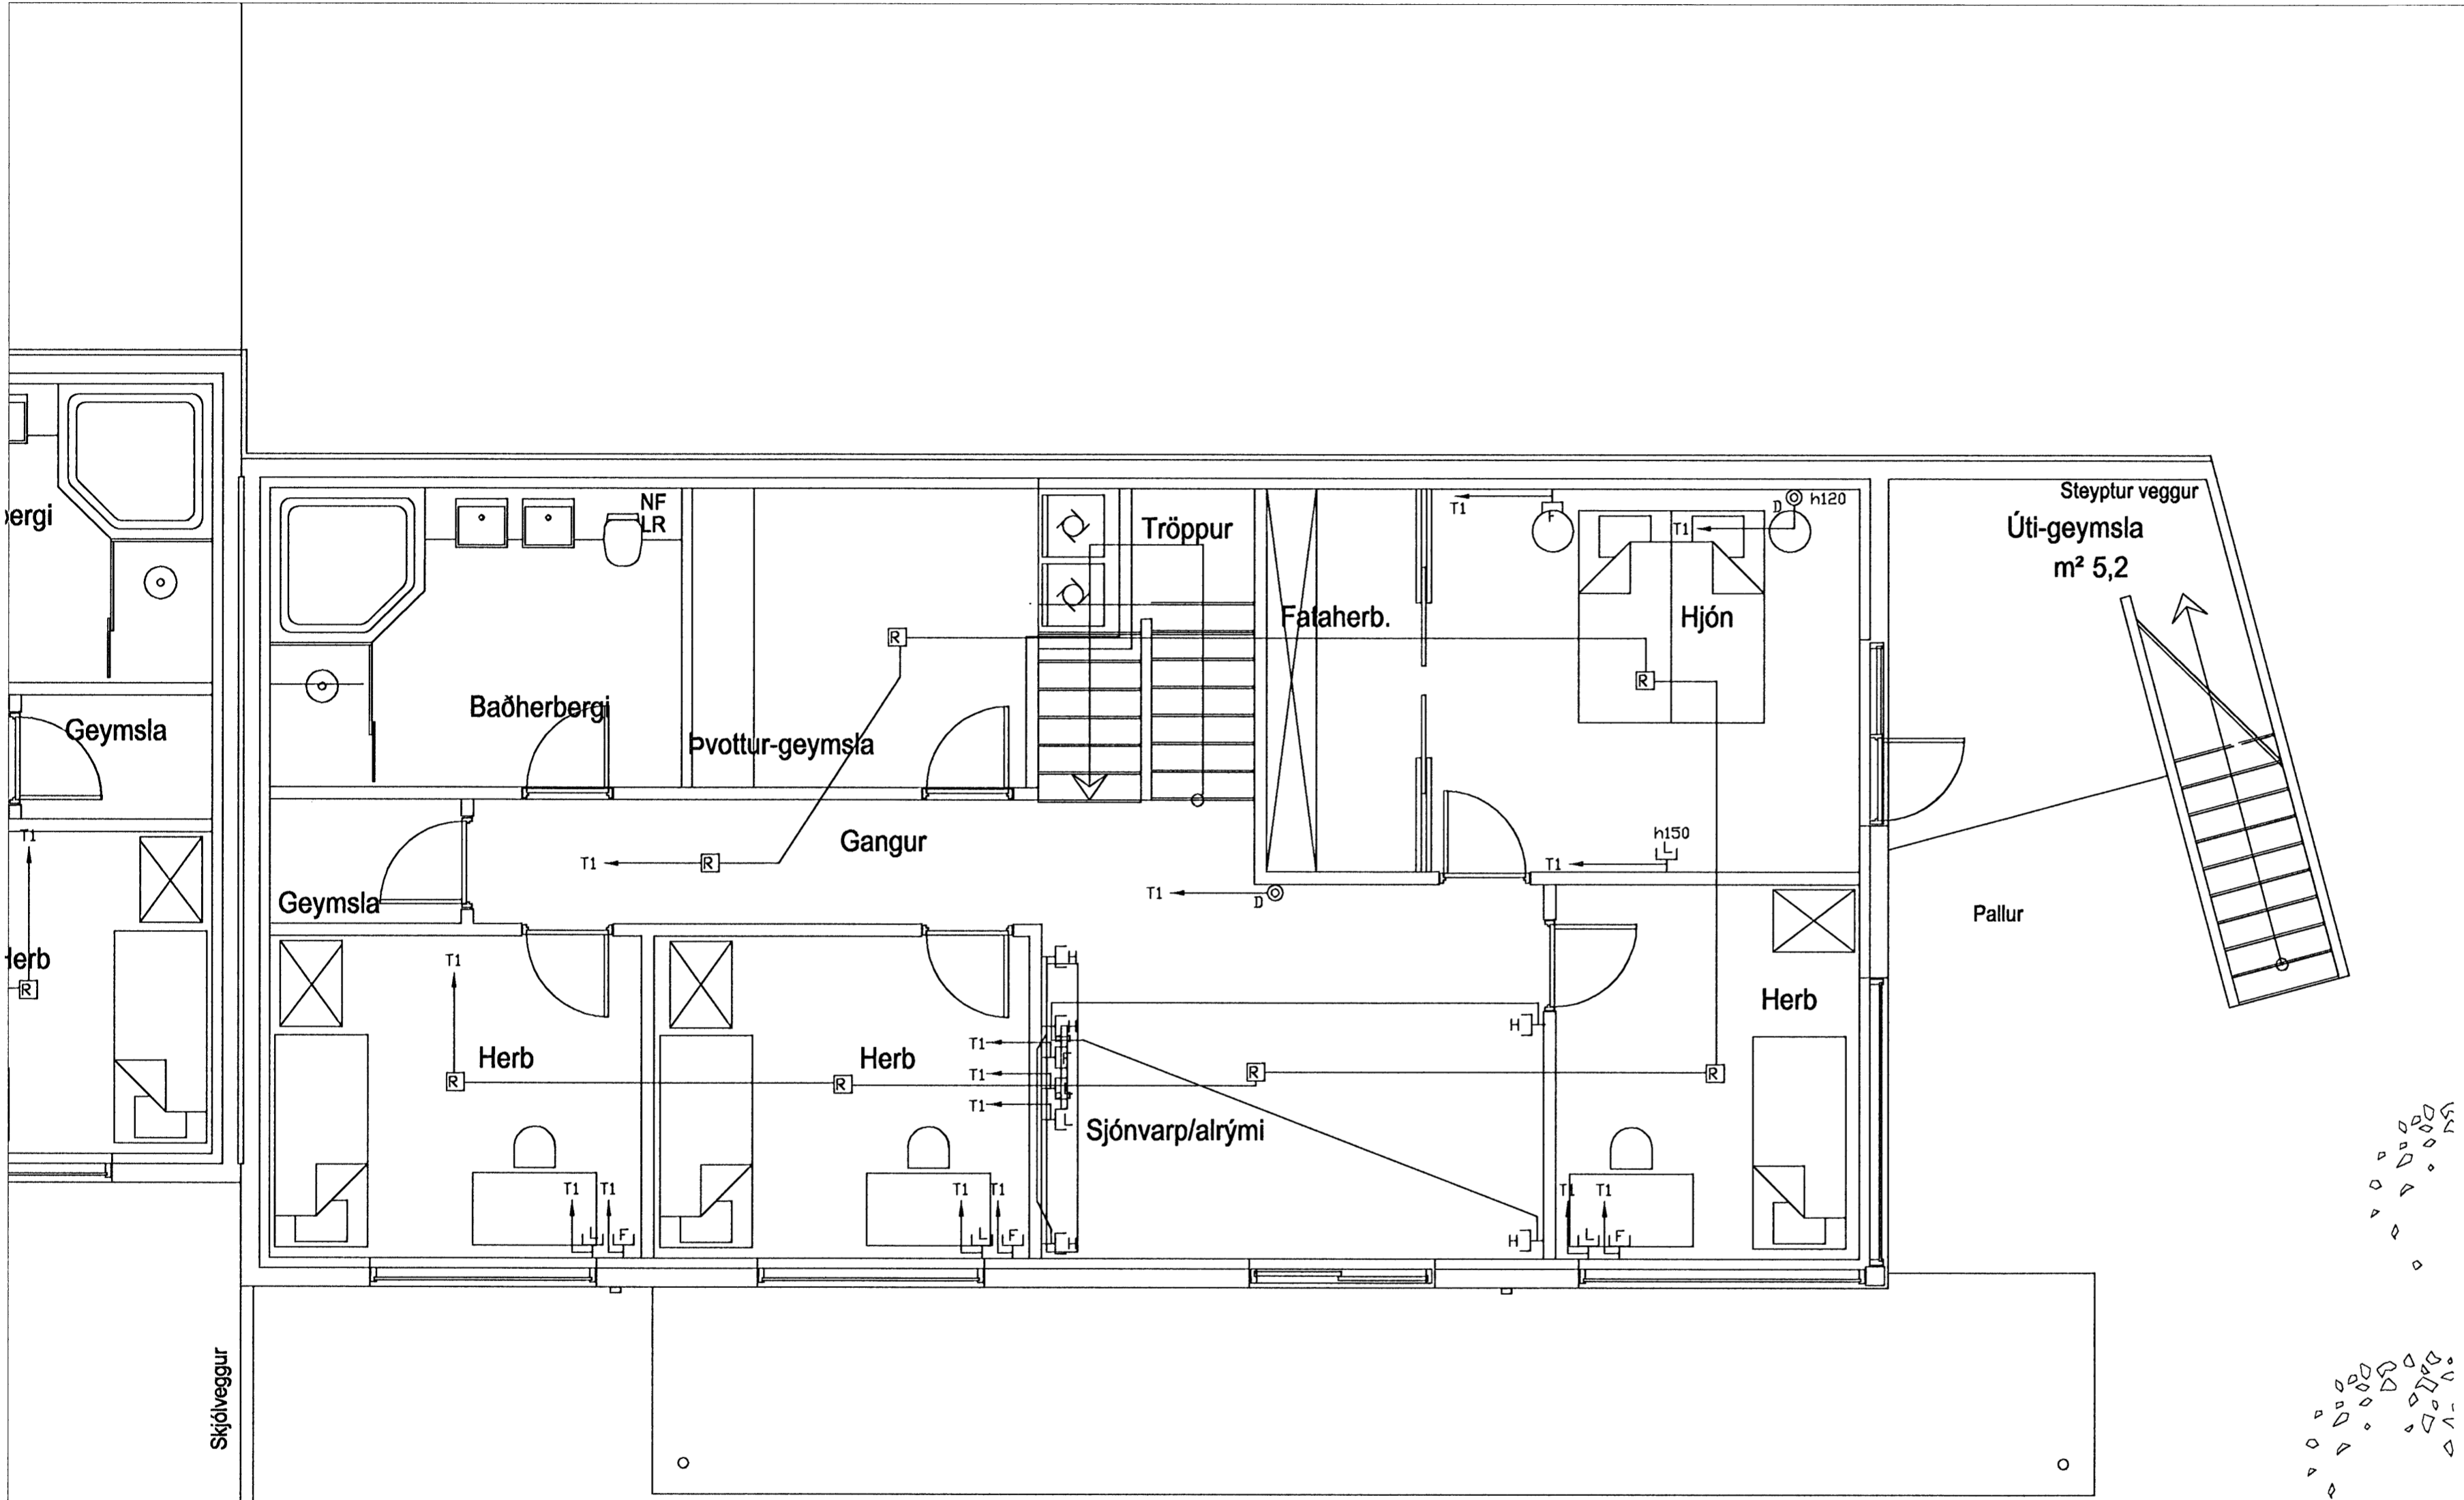 NF
LR
Tröppur
T1
F
T1
D
h120
Steyptur veggur
Úti-geymsla
m² 5,2
Fataherb.
Hjón
R
R
Baðherbergi
Þvottur-geymsla
Geymsla
Gangur
T1
R
h150
T1
L
T1
D
Geymsla
Pallur
T1
Herb
R
T1
H
Herb
H
H
T1
Herb
R
Herb
R
T1
T1
F
R
R
L
Sjónvarp/alrými
T1
T1
L
F
T1
T1
L
F
H
H
T1
T1
L
F
Skjólveggur